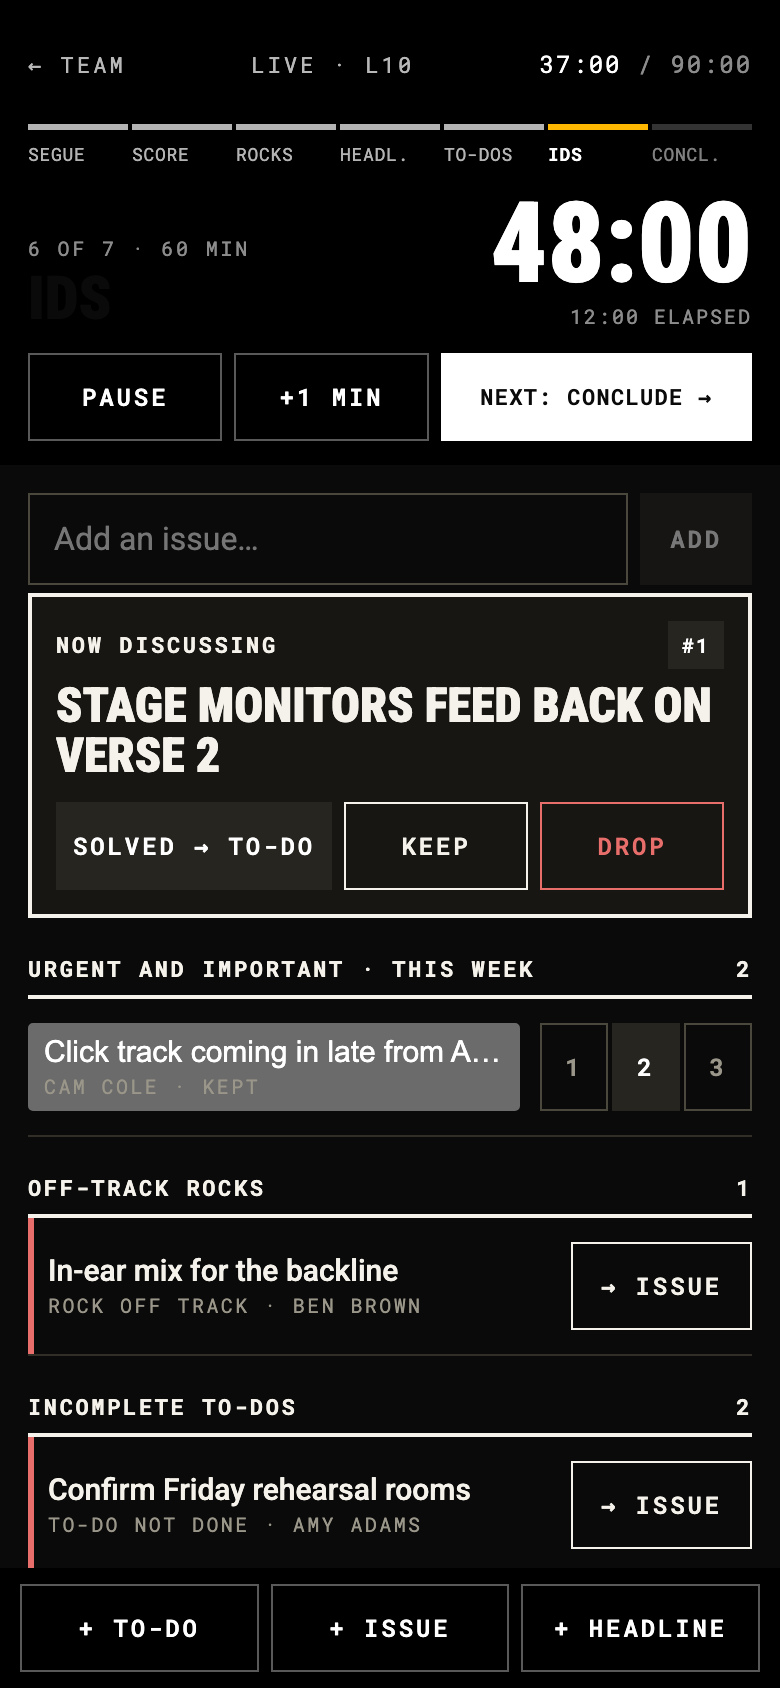 ← TEAM
LIVE · L10
37:00 / 90:00
SEGUE
SCORE
ROCKS
HEADL.
TO-DOS
IDS
CONCL.
6 OF 7 · 60 MIN
IDS
48:00
12:00 ELAPSED
PAUSE
+1 MIN
NEXT: CONCLUDE →
Add an issue…
ADD
NOW DISCUSSING
#1
STAGE MONITORS FEED BACK ON
VERSE 2
SOLVED → TO-DO
KEEP
DROP
URGENT AND IMPORTANT · THIS WEEK
2
Click track coming in late from A…
CAM COLE · KEPT
1
2
3
OFF-TRACK ROCKS
1
In-ear mix for the backline
ROCK OFF TRACK · BEN BROWN
→ ISSUE
INCOMPLETE TO-DOS
2
Confirm Friday rehearsal rooms
TO-DO NOT DONE · AMY ADAMS
→ ISSUE
+ TO-DO
+ ISSUE
+ HEADLINE